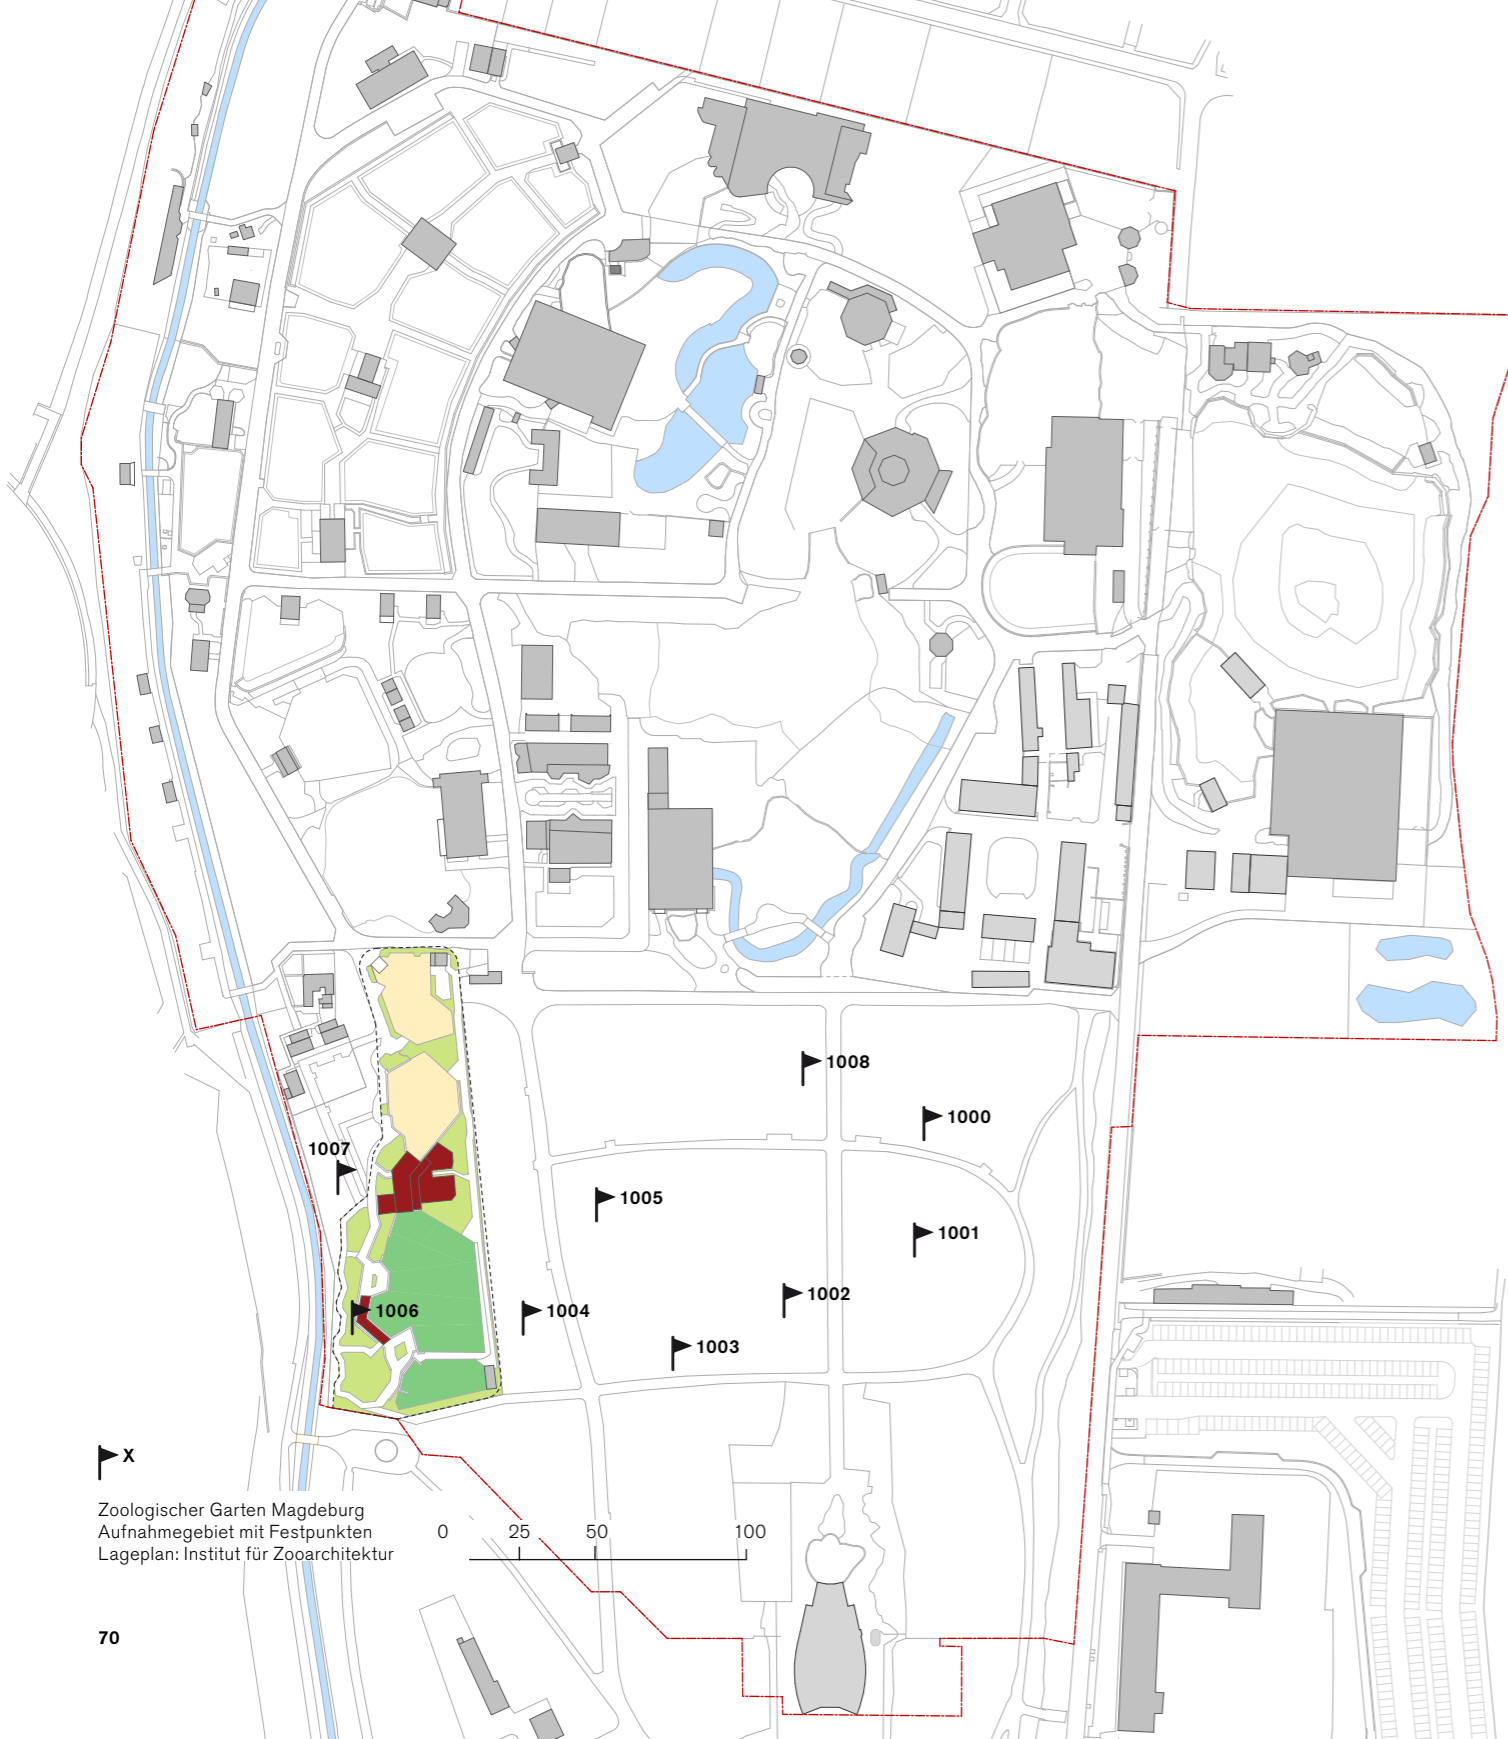 1008
1000
1007
1005
1001
1002
1006
1004
1003
X
Zoologischer Garten Magdeburg
Aufnahmegebiet mit Festpunkten
Lageplan: Institut für Zooarchitektur
0 25 50 100
70